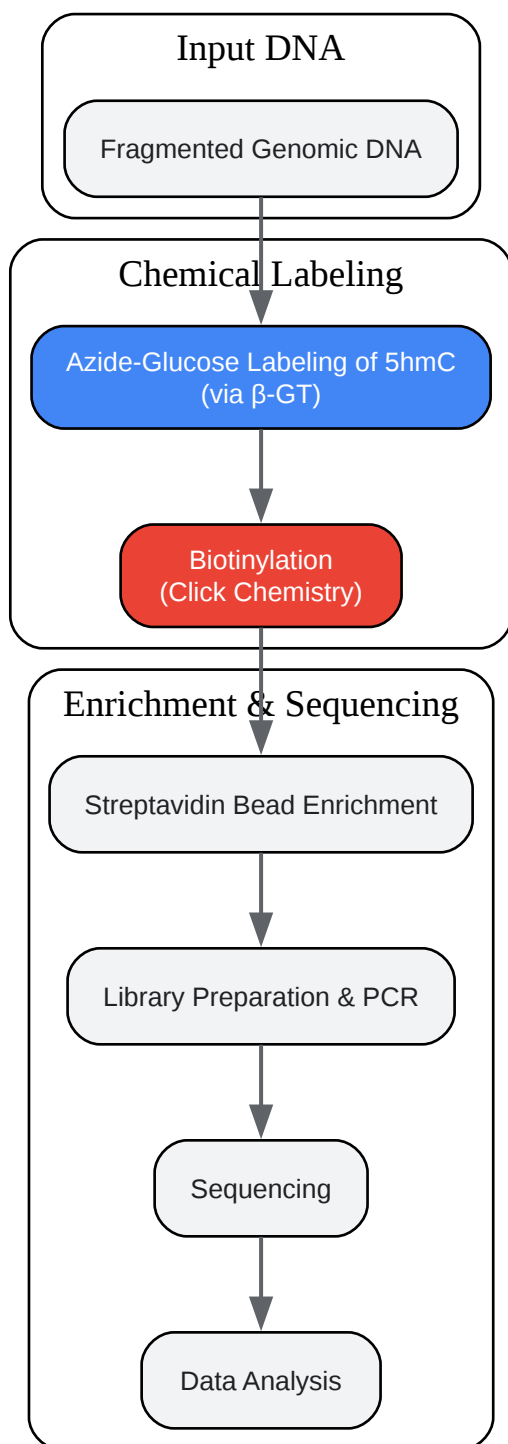 Input DNA
Fragmented Genomic DNA
Chemical Labeling
Azide-Glucose Labeling of 5hmC
(via β-GT)
Biotinylation
(Click Chemistry)
Enrichment & Sequencing
Streptavidin Bead Enrichment
Library Preparation & PCR
Sequencing
Data Analysis